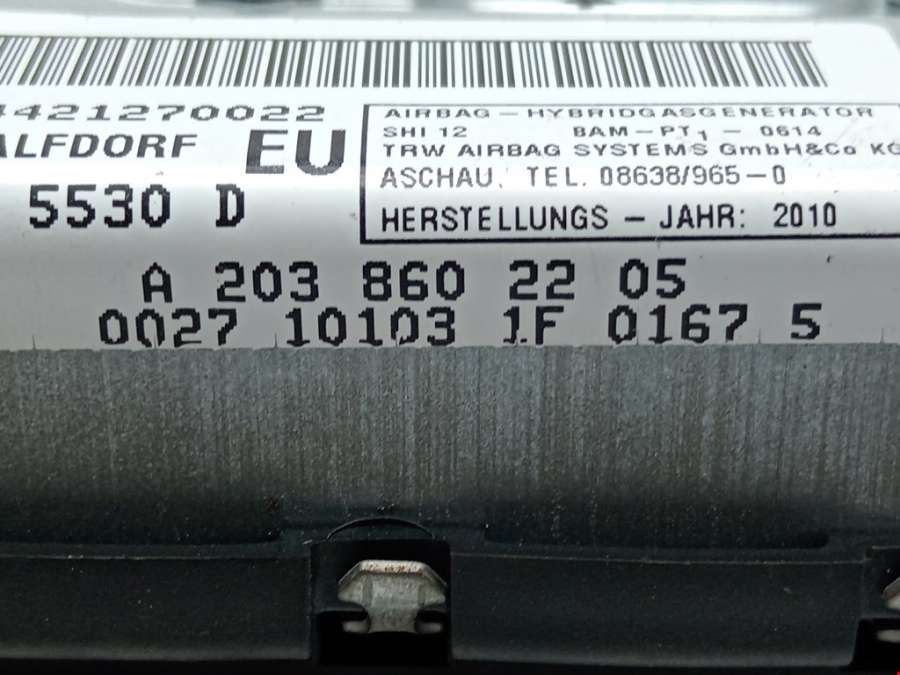 4421270022
ALFDORF EU
5530 D
AIRBAG - HYBRIDGASGENERATOR
SHI 12 BAM-PT1 - 0614
TRW AIRBAG SYSTEMS GmbH&Co KG
ASCHAU, TEL. 08638/965-0
HERSTELLUNGS - JAHR: 2010
A 203 860 22 05
0027 10103 1F 0167 5